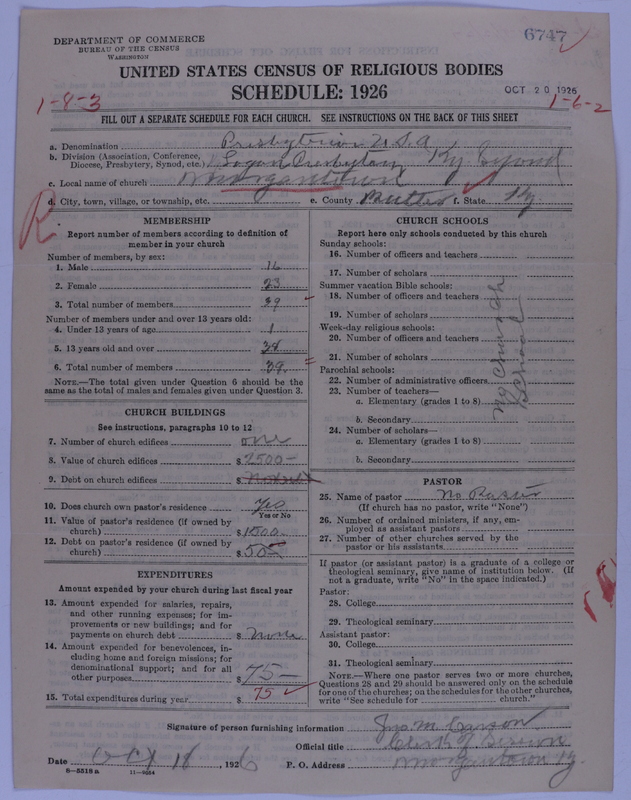 DEPARTMENT OF COMMERCE
BUREAU OF THE CENSUS
WASHINGTON
6747
UNITED STATES CENSUS OF RELIGIOUS BODIES
SCHEDULE: 1926
OCT 20 1926
1-8-3
1-6-2
FILL OUT A SEPARATE SCHEDULE FOR EACH CHURCH. SEE INSTRUCTIONS ON THE BACK OF THIS SHEET
a. Denomination Presbyterian U.S.A
b. Division (Association, Conference, Diocese, Presbytery, Synod, etc.) Logan Presbytery Ky Synod
c. Local name of church Morgantown
d. City, town, village, or township, etc. e. County Butler f. State Ky.
R
MEMBERSHIP
Report number of members according to definition of member in your church
Number of members, by sex:
1. Male 16
2. Female 23
3. Total number of members 39
Number of members under and over 13 years old:
4. Under 13 years of age 1
5. 13 years old and over 38
6. Total number of members 39
NOTE.—The total given under Question 6 should be the same as the total of males and females given under Question 3.
CHURCH BUILDINGS
See instructions, paragraphs 10 to 12
7. Number of church edifices one
8. Value of church edifices $ 2500—
9. Debt on church edifices $
10. Does church own pastor's residence Yes
Yes or No
11. Value of pastor's residence (if owned by church) $ 1500
12. Debt on pastor's residence (if owned by church) $ 505
EXPENDITURES
Amount expended by your church during last fiscal year
13. Amount expended for salaries, repairs, and other running expenses; for improvements or new buildings; and for payments on church debt $ none
14. Amount expended for benevolences, including home and foreign missions; for denominational support; and for all other purposes $ 75—
15. Total expenditures during year $ 75
CHURCH SCHOOLS
Report here only schools conducted by this church
Sunday schools:
16. Number of officers and teachers
17. Number of scholars
Summer vacation Bible schools:
18. Number of officers and teachers
19. Number of scholars
Week-day religious schools:
20. Number of officers and teachers
21. Number of scholars
Parochial schools:
22. Number of administrative officers
23. Number of teachers—
a. Elementary (grades 1 to 8)
b. Secondary
24. Number of scholars—
a. Elementary (grades 1 to 8)
b. Secondary
No Church School
PASTOR
25. Name of pastor No Pastor
(If church has no pastor, write "None")
26. Number of ordained ministers, if any, employed as assistant pastors
27. Number of other churches served by the pastor or his assistants
If pastor (or assistant pastor) is a graduate of a college or theological seminary, give name of institution below. (If not a graduate, write "No" in the space indicated.)
Pastor:
28. College
29. Theological seminary
Assistant pastor:
30. College
31. Theological seminary
NOTE.—Where one pastor serves two or more churches, Questions 28 and 29 should be answered only on the schedule for one of the churches; on the schedules for the other churches, write "See schedule for church."
Signature of person furnishing information Jno. M. Carson
Official title Clerk of Session
Date Oct 18, 1926 P. O. Address Morgantown Ky.
8-5518a 11-9054